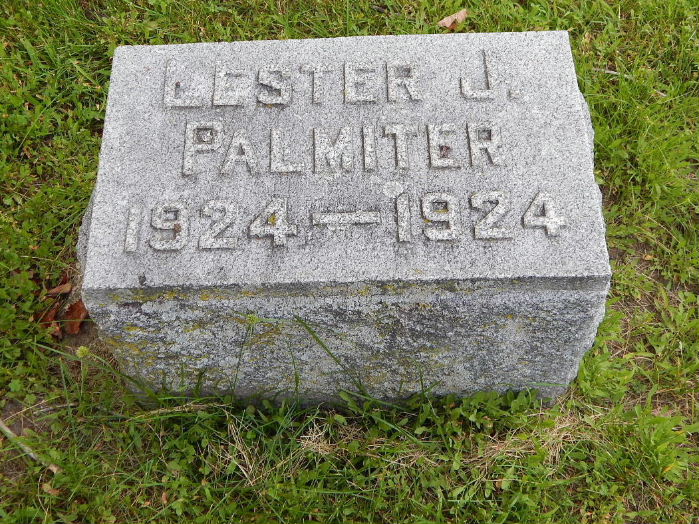 LESTER J.
PALMITER
1924 — 1924